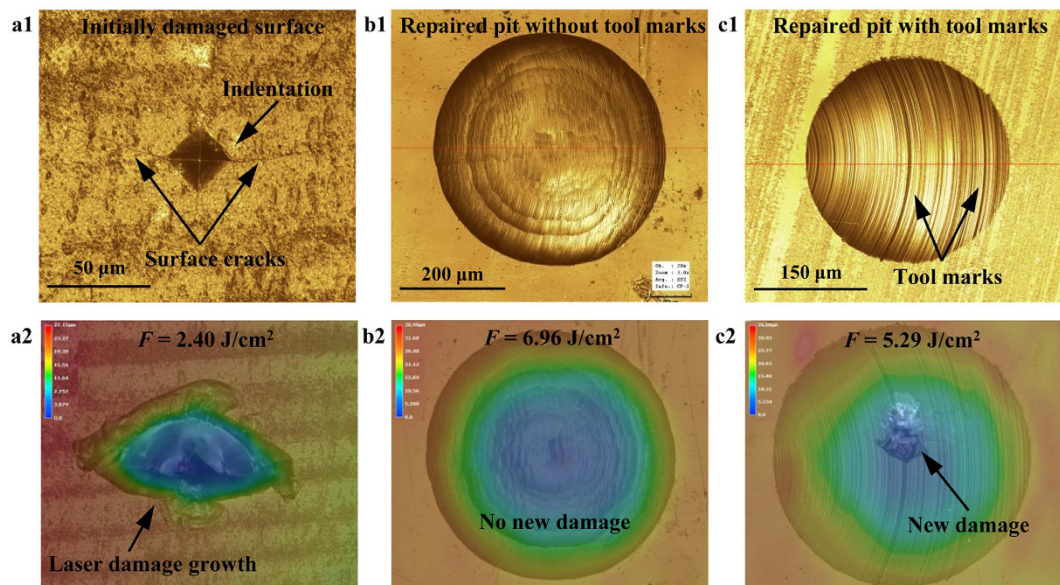 a1
Initially damaged surface
Indentation
Surface cracks
50 μm
b1
Repaired pit without tool marks
200 μm
c1
Repaired pit with tool marks
Tool marks
150 μm
a2
F = 2.40 J/cm²
Laser damage growth
b2
F = 6.96 J/cm²
No new damage
c2
F = 5.29 J/cm²
New damage